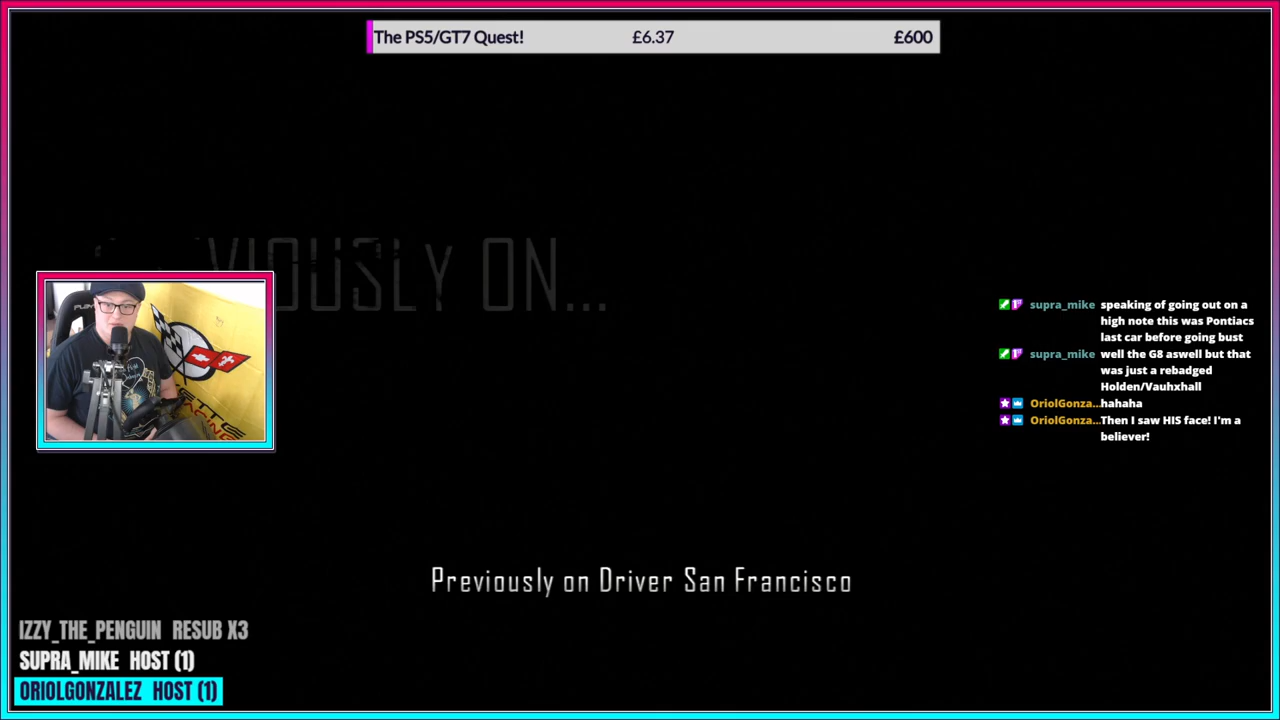 The PS5/GT7 Quest! £6.37 £600
VIOUSLY ON...
supra_mike speaking of going out on a
high note this was Pontiacs
last car before going bust
supra_mike well the G8 aswell but that
was just a rebadged
Holden/Vauhxhall
OriolGonza... hahaha
OriolGonza... Then I saw HIS face! I'm a
believer!
Previously on Driver San Francisco
IZZY_THE_PENGUIN RESUB X3
SUPRA_MIKE HOST (1)
ORIOLGONZALEZ HOST (1)